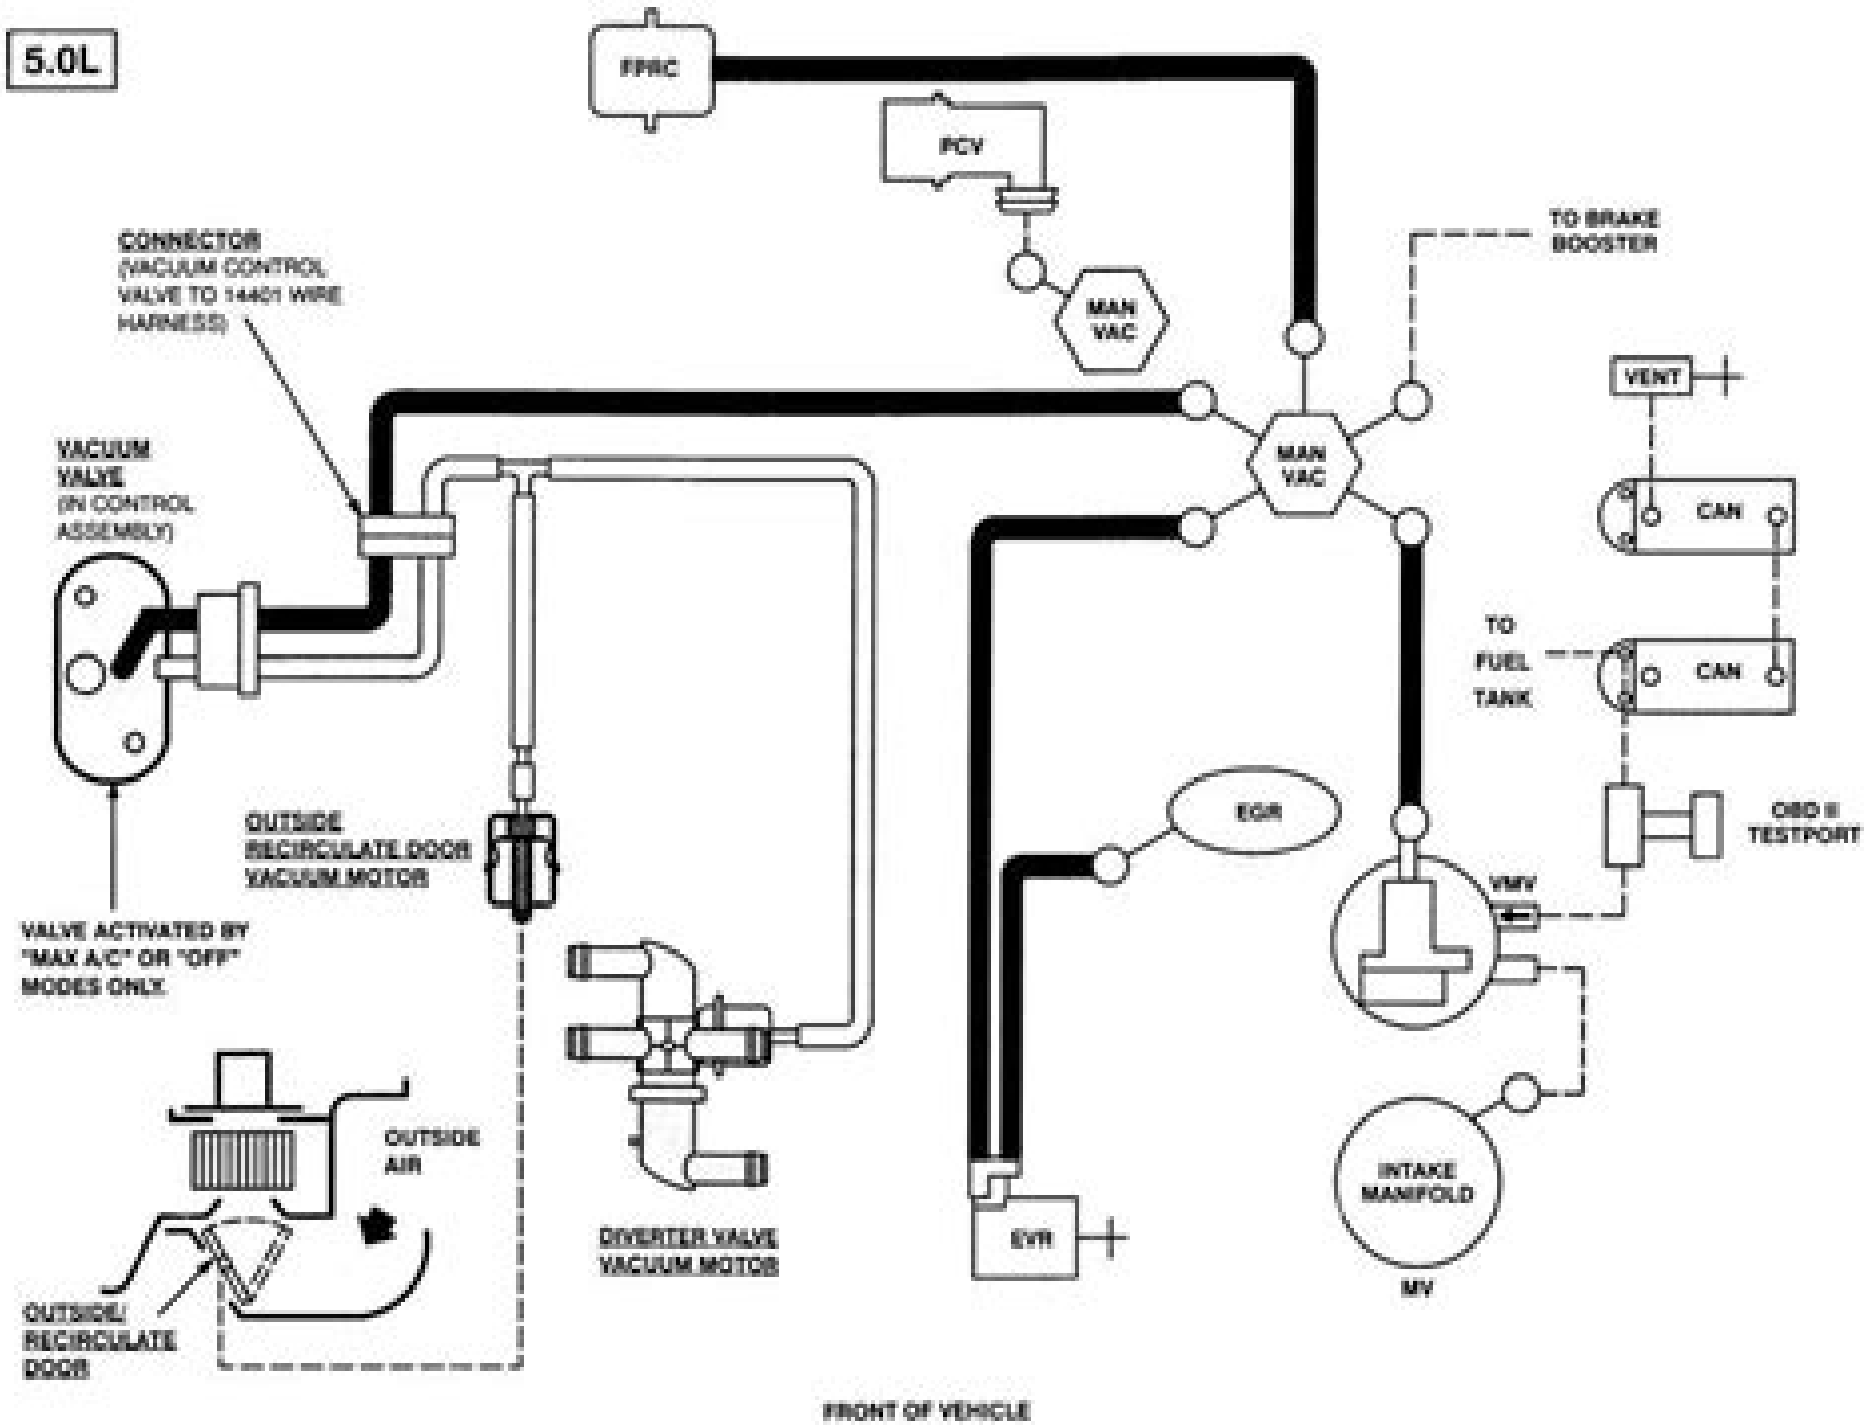 5.0L
FPRC
PCV
MAN
VAC
TO BRAKE
BOOSTER
CONNECTOR
(VACUUM CONTROL
VALVE TO 14401 WIRE
HARNESS)
VENT
VACUUM
VALVE
(IN CONTROL
ASSEMBLY)
MAN
VAC
CAN
TO
FUEL
TANK
CAN
OUTSIDE
RECIRCULATE DOOR
VACUUM MOTOR
EGR
OBD II
TESTPORT
VMV
VALVE ACTIVATED BY
"MAX A/C" OR "OFF"
MODES ONLY.
OUTSIDE
AIR
INTAKE
MANIFOLD
DIVERTER VALVE
VACUUM MOTOR
EVR
MV
OUTSIDE/
RECIRCULATE
DOOR
FRONT OF VEHICLE